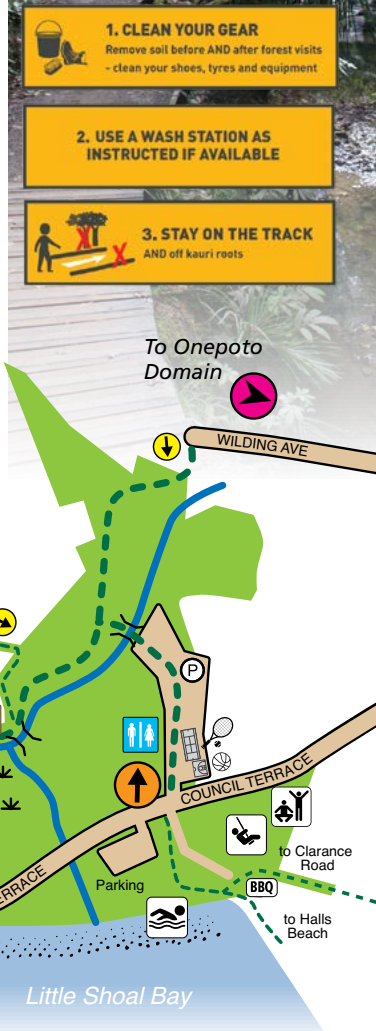 1. CLEAN YOUR GEAR
Remove soil before AND after forest visits
- clean your shoes, tyres and equipment
2. USE A WASH STATION AS
INSTRUCTED IF AVAILABLE
3. STAY ON THE TRACK
AND off kauri roots
To Onepoto
Domain
WILDING AVE
P
COUNCIL TERRACE
to Clarance
Road
ERRACE
Parking
BBQ
to Halls
Beach
Little Shoal Bay